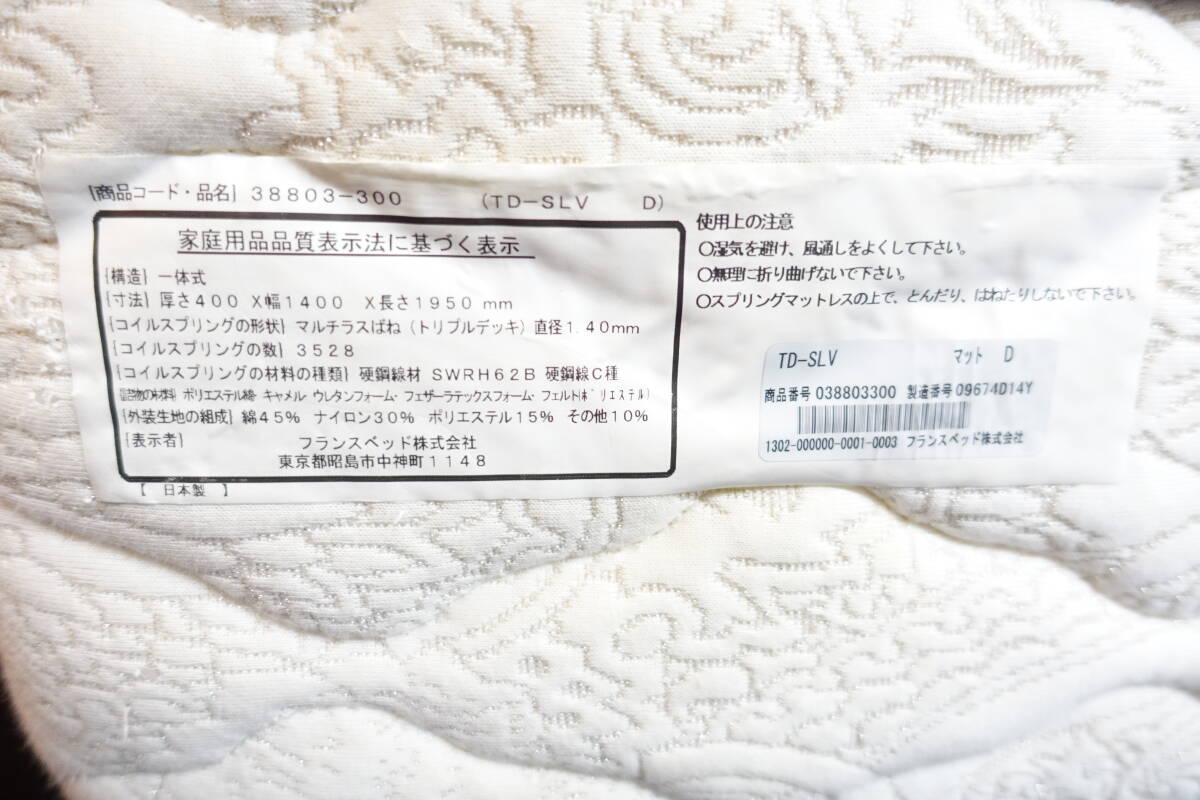 [商品コード・品名] 38803-300 (TD-SLV D)
家庭用品品質表示法に基づく表示
[構造] 一体式
[寸法] 厚さ400 X幅1400 X長さ1950 mm
[コイルスプリングの形状] マルチラスばね (トリプルデッキ) 直径1.40mm
[コイルスプリングの数] 3528
[コイルスプリングの材料の種類] 硬鋼線材 SWRH62B 硬鋼線C種
[詰物の材料] ポリエステル綿・キャメル・ウレタンフォーム・フェザーラテックスフォーム・フェルト(ポリエステル)
[外装生地の組成] 綿45% ナイロン30% ポリエステル15% その他10%
[表示者] フランスベッド株式会社
東京都昭島市中神町1148
【 日本製 】
使用上の注意
○湿気を避け、風通しをよくして下さい。
○無理に折り曲げないで下さい。
○スプリングマットレスの上で、とんだり、はねたりしないで下さい。
TD-SLV マット D
商品番号 038803300 製造番号 09674D14Y
1302-000000-0001-0003 フランスベッド株式会社